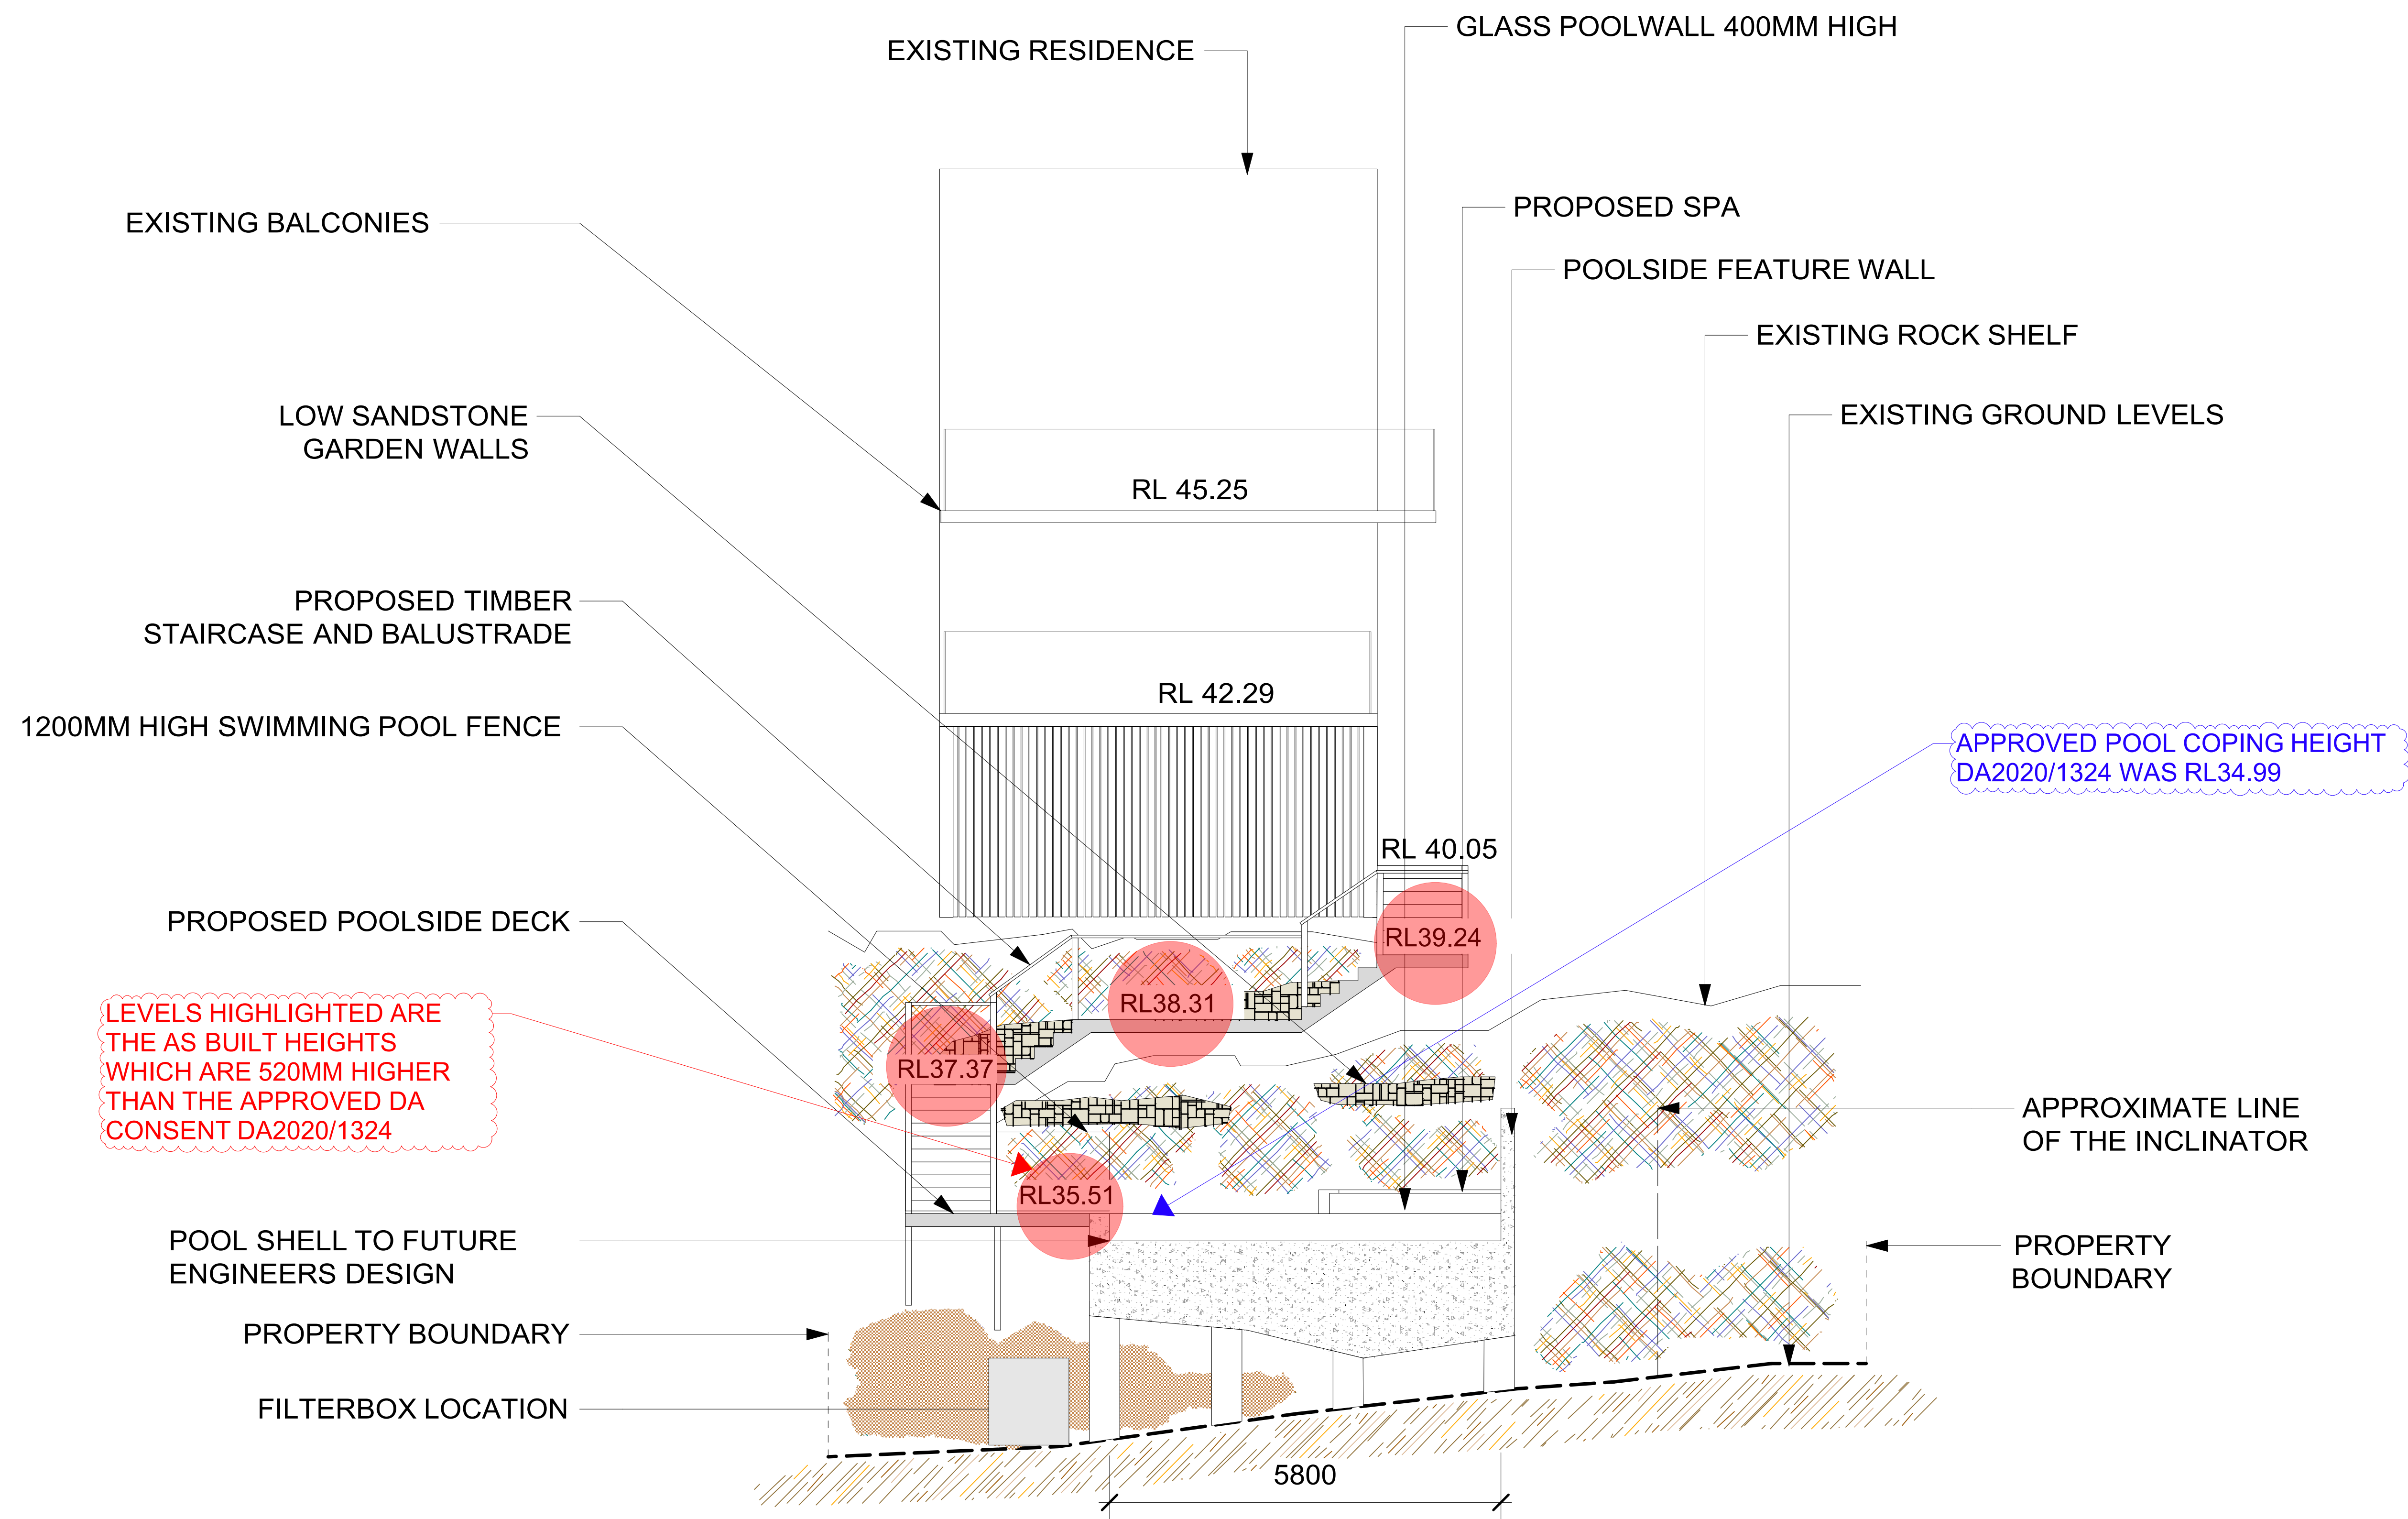 GLASS POOLWALL 400MM HIGH
EXISTING RESIDENCE
PROPOSED SPA
EXISTING BALCONIES
POOLSIDE FEATURE WALL
EXISTING ROCK SHELF
LOW SANDSTONE
GARDEN WALLS
EXISTING GROUND LEVELS
RL 45.25
PROPOSED TIMBER
STAIRCASE AND BALUSTRADE
RL 42.29
1200MM HIGH SWIMMING POOL FENCE
APPROVED POOL COPING HEIGHT
DA2020/1324 WAS RL34.99
RL 40.05
PROPOSED POOLSIDE DECK
RL39.24
RL38.31
LEVELS HIGHLIGHTED ARE
THE AS BUILT HEIGHTS
WHICH ARE 520MM HIGHER
THAN THE APPROVED DA
CONSENT DA2020/1324
RL37.37
APPROXIMATE LINE
OF THE INCLINATOR
RL35.51
POOL SHELL TO FUTURE
ENGINEERS DESIGN
PROPERTY
BOUNDARY
PROPERTY BOUNDARY
FILTERBOX LOCATION
5800